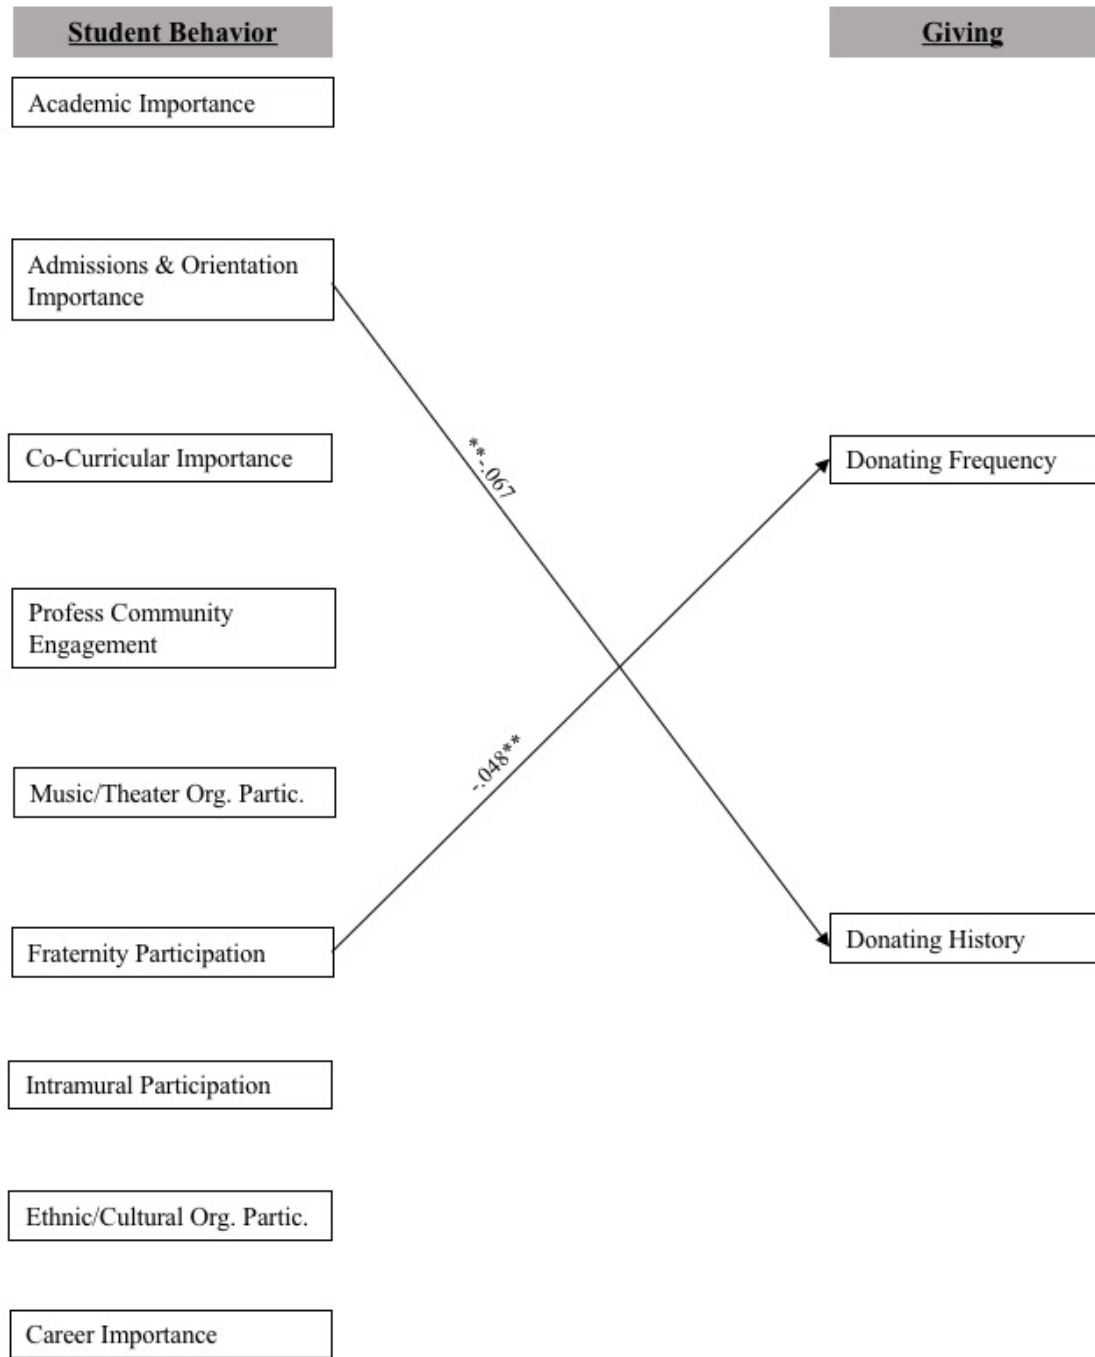 Student Behavior
Giving
Academic Importance
Admissions & Orientation
Importance
Co-Curricular Importance
**-.067
Donating Frequency
Profess Community
Engagement
-.048**
Music/Theater Org. Partic.
Fraternity Participation
Donating History
Intramural Participation
Ethnic/Cultural Org. Partic.
Career Importance